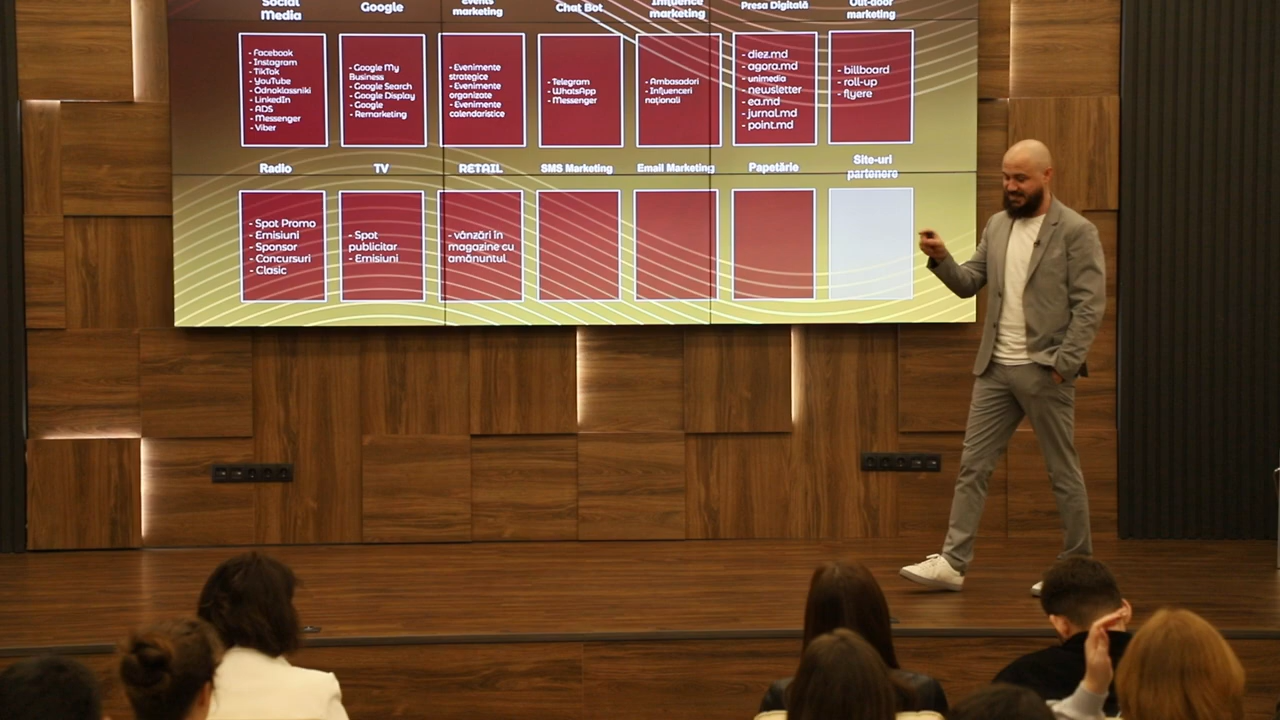 Social
Media
- Facebook
- Instagram
- TikTok
- YouTube
- Odnoklassniki
- LinkedIn
- ADS
- Messenger
- Viber
Google
- Google My
Business
- Google Search
- Google Display
- Google
Remarketing
Events
marketing
- Evenimente
strategice
- Evenimente
organizate
- Evenimente
calendaristice
Chat Bot
- Telegram
- WhatsApp
- Messenger
Influence
marketing
- Ambasadori
- Infuenceri
naționali
Presa Digitală
- diez.md
- agora.md
- unimedia
- newsletter
- ea.md
- jurnal.md
- point.md
Out-door
marketing
- billboard
- roll-up
- flyere
Radio
- Spot Promo
- Emisiuni
- Sponsor
- Concursuri
- Clasic
TV
- Spot
publicitar
- Emisiuni
RETAIL
- vânzări în
magazine cu
amănuntul
SMS Marketing
Email Marketing
Papetărie
Site-uri
partenere